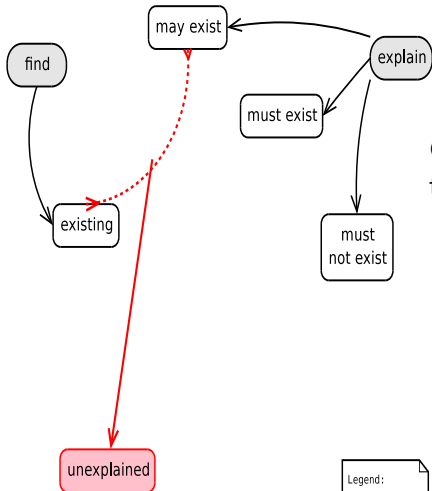 may exist
find
explain
must exist
existing
must
not exist
unexplained
Legend: